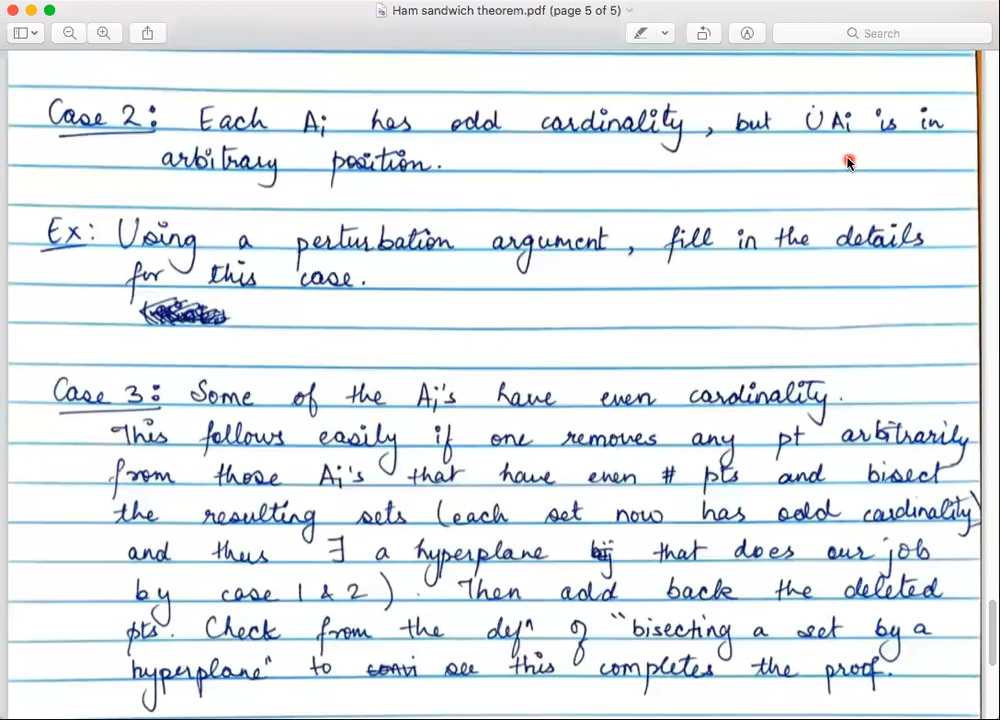 Ham sandwich theorem.pdf (page 5 of 5)
Search
Case 2: Each Ai has odd cardinality, but ∪̇ Ai is in
arbitrary position.
Ex: Using a perturbation argument, fill in the details
for this case.
Case 3: Some of the Ai's have even cardinality.
This follows easily if one removes any pt arbitrarily
from those Ai's that have even # pts and bisect
the resulting sets (each set now has odd cardinality
and thus ∃ a hyperplane that does our job
by case 1 & 2). Then add back the deleted
pts. Check from the defn of "bisecting a set by a
hyperplane" to see this completes the proof.